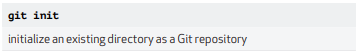 git init
initialize an existing directory as a Git repository